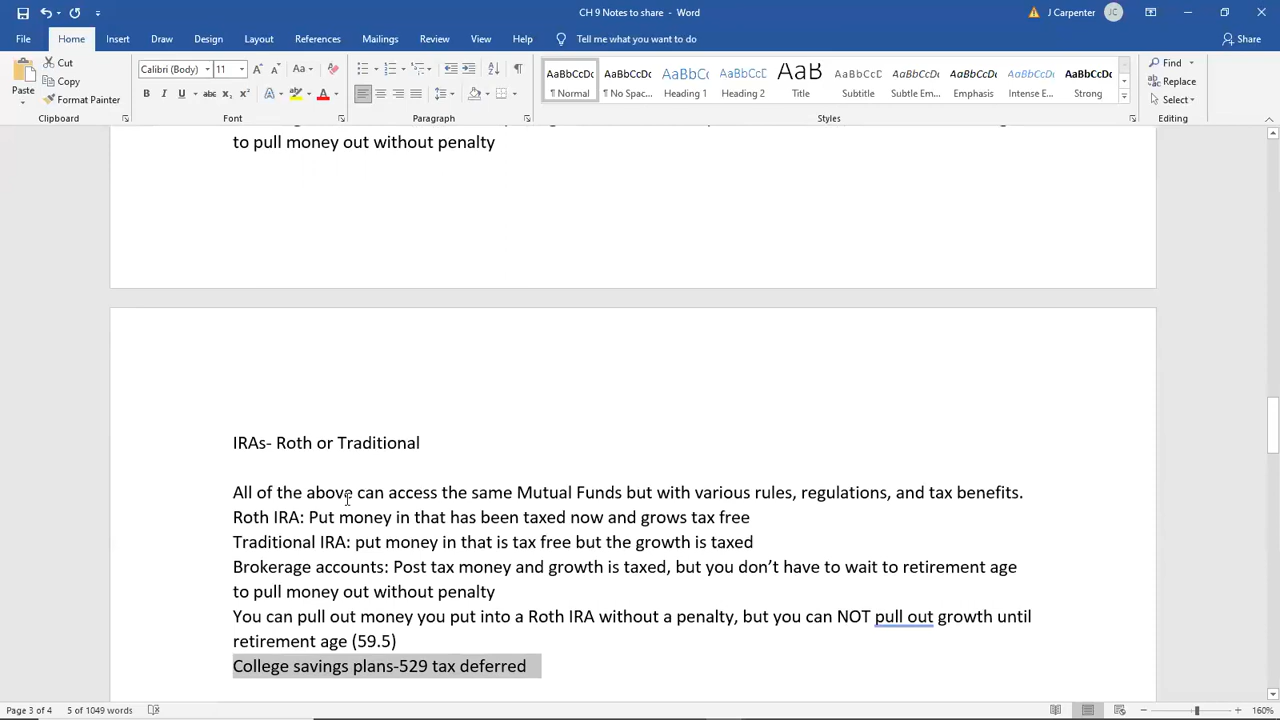 CH 9 Notes to share - Word
J Carpenter JC
File Home Insert Draw Design Layout References Mailings Review View Help Tell me what you want to do Share
Paste Cut Copy Format Painter
Clipboard
Calibri (Body) 11
Font
Paragraph
AaBbCcDc AaBbCcDc AaBbCc AaBbCcD AaB AaBbCcD AaBbCcDc AaBbCcDc AaBbCcDc AaBbCcDc
¶ Normal ¶ No Spac... Heading 1 Heading 2 Title Subtitle Subtle Em... Emphasis Intense E... Strong
Styles
Find
Replace
Select
Editing
to pull money out without penalty
IRAs- Roth or Traditional
All of the above can access the same Mutual Funds but with various rules, regulations, and tax benefits.
Roth IRA: Put money in that has been taxed now and grows tax free
Traditional IRA: put money in that is tax free but the growth is taxed
Brokerage accounts: Post tax money and growth is taxed, but you don't have to wait to retirement age
to pull money out without penalty
You can pull out money you put into a Roth IRA without a penalty, but you can NOT pull out growth until
retirement age (59.5)
College savings plans-529 tax deferred
Page 3 of 4 5 of 1049 words 160%